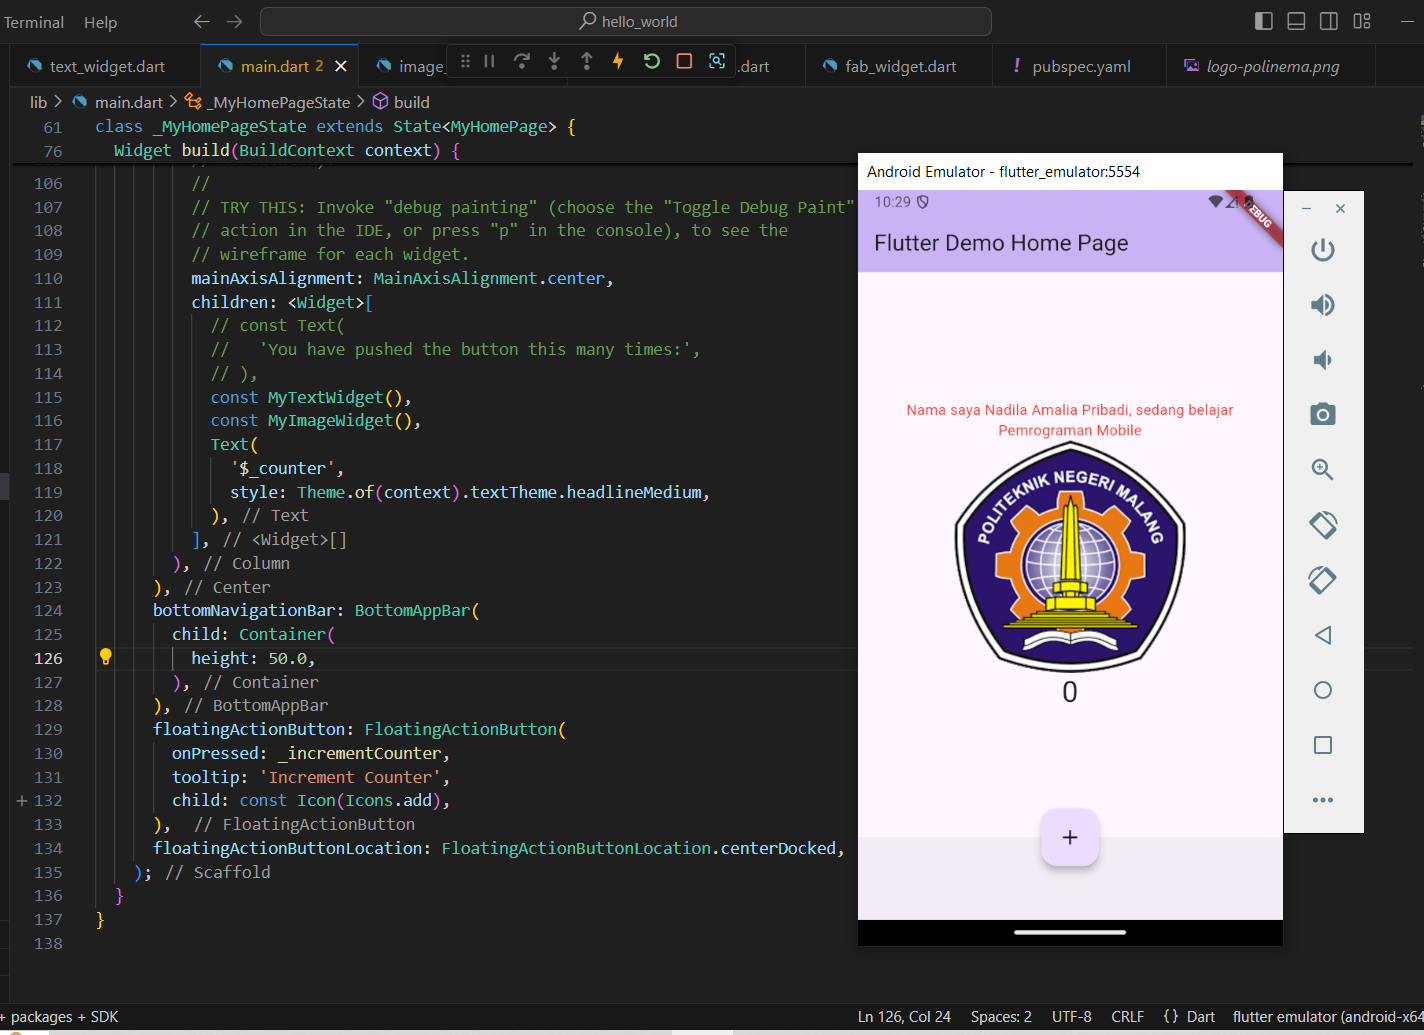 Terminal Help
hello_world
text_widget.dart
main.dart 2
image_
.dart
fab_widget.dart
! pubspec.yaml
logo-polinema.png
lib > main.dart > _MyHomePageState > build
61 class _MyHomePageState extends State<MyHomePage> {
76 Widget build(BuildContext context) {
106 //
107 // TRY THIS: Invoke "debug painting" (choose the "Toggle Debug Paint"
108 // action in the IDE, or press "p" in the console), to see the
109 // wireframe for each widget.
110 mainAxisAlignment: MainAxisAlignment.center,
111 children: <Widget>[
112 // const Text(
113 //   'You have pushed the button this many times:',
114 // ),
115 const MyTextWidget(),
116 const MyImageWidget(),
117 Text(
118 '$_counter',
119 style: Theme.of(context).textTheme.headlineMedium,
120 ), // Text
121 ], // <Widget>[]
122 ), // Column
123 ), // Center
124 bottomNavigationBar: BottomAppBar(
125 child: Container(
126 height: 50.0,
127 ), // Container
128 ), // BottomAppBar
129 floatingActionButton: FloatingActionButton(
130 onPressed: _incrementCounter,
131 tooltip: 'Increment Counter',
132 child: const Icon(Icons.add),
133 ),  // FloatingActionButton
134 floatingActionButtonLocation: FloatingActionButtonLocation.centerDocked,
135 ); // Scaffold
136 }
137 }
138
Android Emulator - flutter_emulator:5554
10:29
DEBUG
Flutter Demo Home Page
Nama saya Nadila Amalia Pribadi, sedang belajar
Pemrograman Mobile
POLITEKNIK NEGERI MALANG
0
+ packages + SDK
Ln 126, Col 24 Spaces: 2 UTF-8 CRLF {} Dart flutter emulator (android-x64